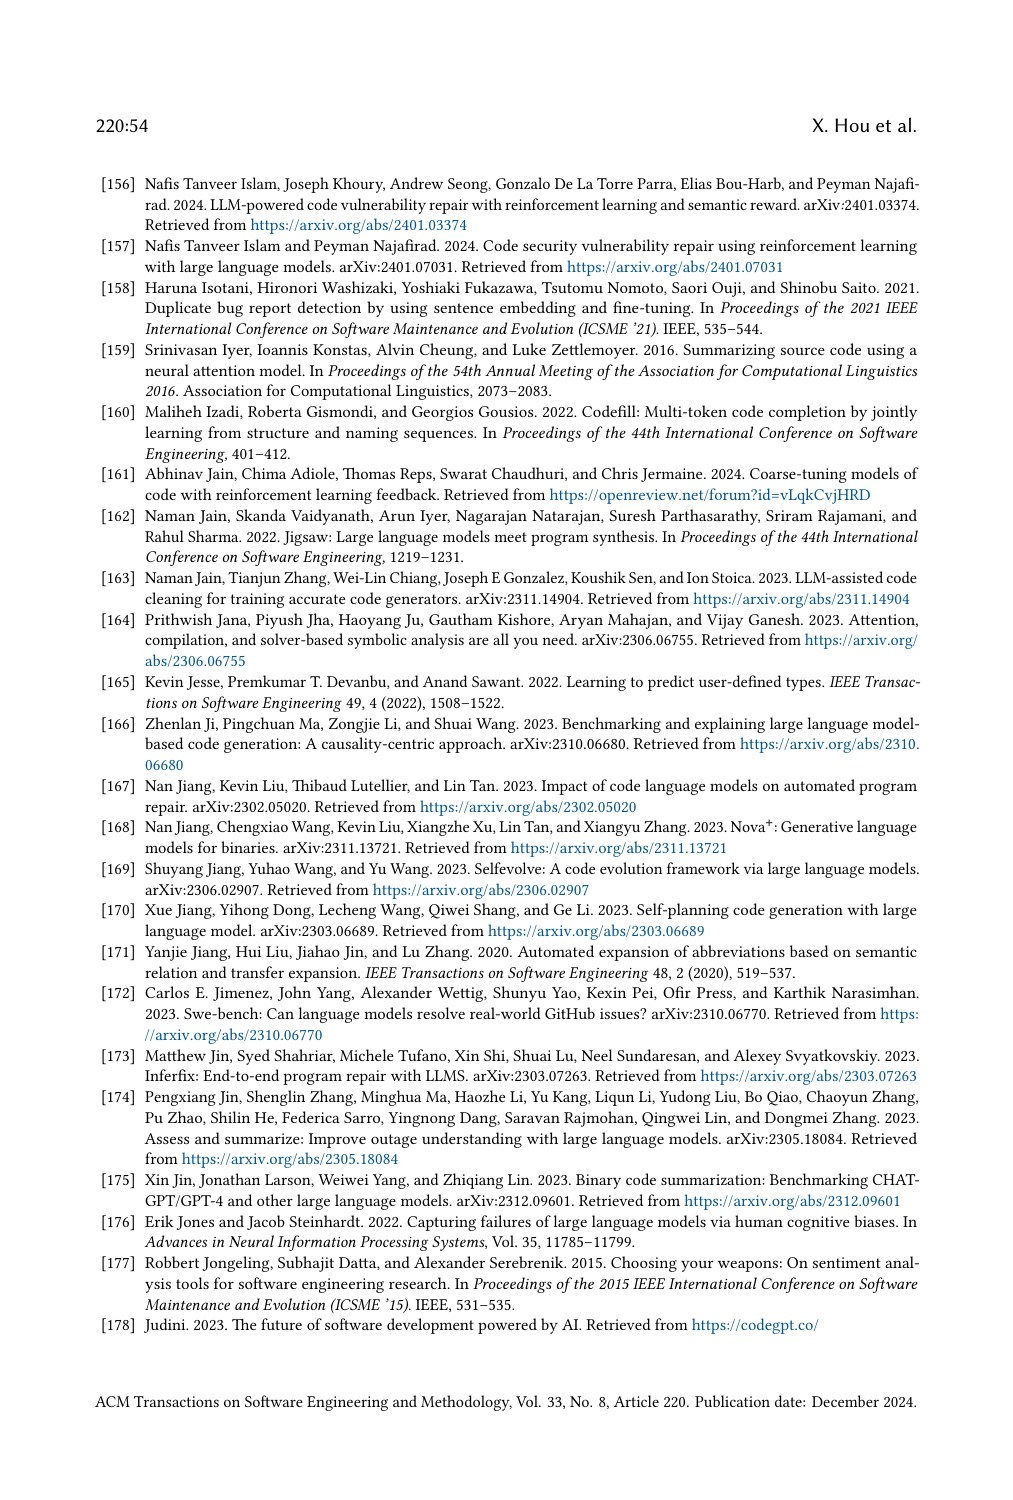 220:54 X. Hou et al.
[156] Nafis Tanveer Islam, Joseph Khoury, Andrew Seong, Gonzalo De La Torre Parra, Elias Bou-Harb, and Peyman Najafi-
rad. 2024. LLM-powered code vulnerability repair with reinforcement learning and semantic reward. arXiv:2401.03374.
Retrieved from https://arxiv.org/abs/2401.03374
[157] Nafis Tanveer Islam and Peyman Najafirad. 2024. Code security vulnerability repair using reinforcement learning
with large language models. arXiv:2401.07031. Retrieved from https://arxiv.org/abs/2401.07031
[158] Haruna Isotani, Hironori Washizaki, Yoshiaki Fukazawa, Tsutomu Nomoto, Saori Ouji, and Shinobu Saito. 2021.
Duplicate bug report detection by using sentence embedding and fine-tuning. In Proceedings of the 2021 IEEE
International Conference on Software Maintenance and Evolution (ICSME '21). IEEE, 535–544.
[159] Srinivasan Iyer, Ioannis Konstas, Alvin Cheung, and Luke Zettlemoyer. 2016. Summarizing source code using a
neural attention model. In Proceedings of the 54th Annual Meeting of the Association for Computational Linguistics
2016. Association for Computational Linguistics, 2073–2083.
[160] Maliheh Izadi, Roberta Gismondi, and Georgios Gousios. 2022. Codefill: Multi-token code completion by jointly
learning from structure and naming sequences. In Proceedings of the 44th International Conference on Software
Engineering, 401–412.
[161] Abhinav Jain, Chima Adiole, Thomas Reps, Swarat Chaudhuri, and Chris Jermaine. 2024. Coarse-tuning models of
code with reinforcement learning feedback. Retrieved from https://openreview.net/forum?id=vLqkCvjHRD
[162] Naman Jain, Skanda Vaidyanath, Arun Iyer, Nagarajan Natarajan, Suresh Parthasarathy, Sriram Rajamani, and
Rahul Sharma. 2022. Jigsaw: Large language models meet program synthesis. In Proceedings of the 44th International
Conference on Software Engineering, 1219–1231.
[163] Naman Jain, Tianjun Zhang, Wei-Lin Chiang, Joseph E Gonzalez, Koushik Sen, and Ion Stoica. 2023. LLM-assisted code
cleaning for training accurate code generators. arXiv:2311.14904. Retrieved from https://arxiv.org/abs/2311.14904
[164] Prithwish Jana, Piyush Jha, Haoyang Ju, Gautham Kishore, Aryan Mahajan, and Vijay Ganesh. 2023. Attention,
compilation, and solver-based symbolic analysis are all you need. arXiv:2306.06755. Retrieved from https://arxiv.org/
abs/2306.06755
[165] Kevin Jesse, Premkumar T. Devanbu, and Anand Sawant. 2022. Learning to predict user-defined types. IEEE Transac-
tions on Software Engineering 49, 4 (2022), 1508–1522.
[166] Zhenlan Ji, Pingchuan Ma, Zongjie Li, and Shuai Wang. 2023. Benchmarking and explaining large language model-
based code generation: A causality-centric approach. arXiv:2310.06680. Retrieved from https://arxiv.org/abs/2310.
06680
[167] Nan Jiang, Kevin Liu, Thibaud Lutellier, and Lin Tan. 2023. Impact of code language models on automated program
repair. arXiv:2302.05020. Retrieved from https://arxiv.org/abs/2302.05020
[168] Nan Jiang, Chengxiao Wang, Kevin Liu, Xiangzhe Xu, Lin Tan, and Xiangyu Zhang. 2023. Nova⁺: Generative language
models for binaries. arXiv:2311.13721. Retrieved from https://arxiv.org/abs/2311.13721
[169] Shuyang Jiang, Yuhao Wang, and Yu Wang. 2023. Selfevolve: A code evolution framework via large language models.
arXiv:2306.02907. Retrieved from https://arxiv.org/abs/2306.02907
[170] Xue Jiang, Yihong Dong, Lecheng Wang, Qiwei Shang, and Ge Li. 2023. Self-planning code generation with large
language model. arXiv:2303.06689. Retrieved from https://arxiv.org/abs/2303.06689
[171] Yanjie Jiang, Hui Liu, Jiahao Jin, and Lu Zhang. 2020. Automated expansion of abbreviations based on semantic
relation and transfer expansion. IEEE Transactions on Software Engineering 48, 2 (2020), 519–537.
[172] Carlos E. Jimenez, John Yang, Alexander Wettig, Shunyu Yao, Kexin Pei, Ofir Press, and Karthik Narasimhan.
2023. Swe-bench: Can language models resolve real-world GitHub issues? arXiv:2310.06770. Retrieved from https:
//arxiv.org/abs/2310.06770
[173] Matthew Jin, Syed Shahriar, Michele Tufano, Xin Shi, Shuai Lu, Neel Sundaresan, and Alexey Svyatkovskiy. 2023.
Inferfix: End-to-end program repair with LLMS. arXiv:2303.07263. Retrieved from https://arxiv.org/abs/2303.07263
[174] Pengxiang Jin, Shenglin Zhang, Minghua Ma, Haozhe Li, Yu Kang, Liqun Li, Yudong Liu, Bo Qiao, Chaoyun Zhang,
Pu Zhao, Shilin He, Federica Sarro, Yingnong Dang, Saravan Rajmohan, Qingwei Lin, and Dongmei Zhang. 2023.
Assess and summarize: Improve outage understanding with large language models. arXiv:2305.18084. Retrieved
from https://arxiv.org/abs/2305.18084
[175] Xin Jin, Jonathan Larson, Weiwei Yang, and Zhiqiang Lin. 2023. Binary code summarization: Benchmarking CHAT-
GPT/GPT-4 and other large language models. arXiv:2312.09601. Retrieved from https://arxiv.org/abs/2312.09601
[176] Erik Jones and Jacob Steinhardt. 2022. Capturing failures of large language models via human cognitive biases. In
Advances in Neural Information Processing Systems, Vol. 35, 11785–11799.
[177] Robbert Jongeling, Subhajit Datta, and Alexander Serebrenik. 2015. Choosing your weapons: On sentiment anal-
ysis tools for software engineering research. In Proceedings of the 2015 IEEE International Conference on Software
Maintenance and Evolution (ICSME '15). IEEE, 531–535.
[178] Judini. 2023. The future of software development powered by AI. Retrieved from https://codegpt.co/
ACM Transactions on Software Engineering and Methodology, Vol. 33, No. 8, Article 220. Publication date: December 2024.